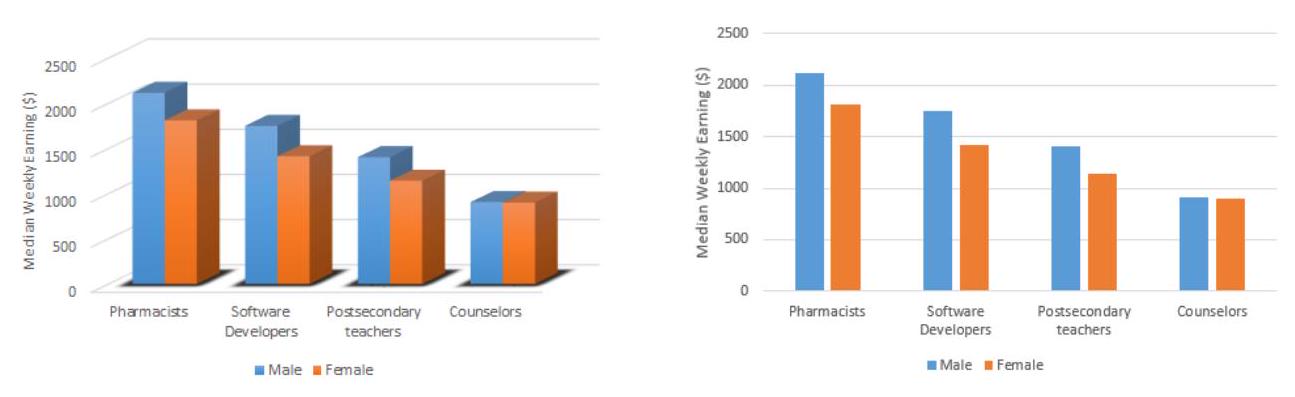 Median Weekly Earning ($)
2500
2000
1500
1000
500
0
Pharmacists
Software
Developers
Postsecondary
teachers
Counselors
Male
Female
Median Weekly Earning ($)
2500
2000
1500
1000
500
0
Pharmacists
Software
Developers
Postsecondary
teachers
Counselors
Male
Female